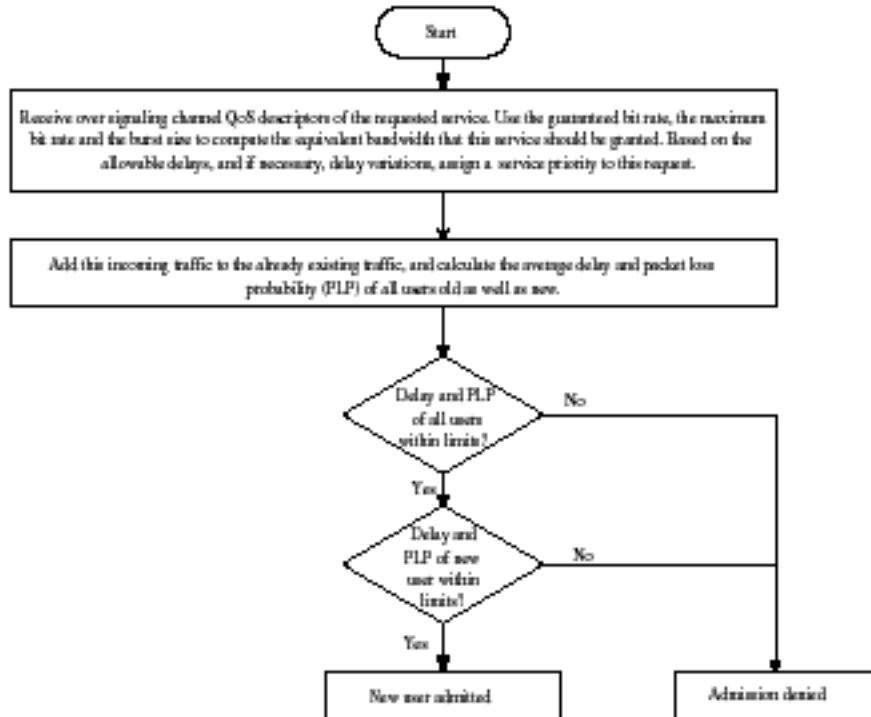 Start
Receive over signaling channel QoS descriptors of the requested service. Use the guaranteed bit rate, the maximum
bit rate and the burst size to compute the equivalent bandwidth that this service should be granted. Based on the
allowable delays, and if necessary, delay variations, assign a service priority to this request.
Add this incoming traffic to the already existing traffic, and calculate the average delay and packet loss
probability (PLP) of all users old as well as new.
Delay and PLP
of all users
within limits?
No
Yes
Delay and
PLP of new
user within
limits?
No
Yes
New user admitted
Admission denied